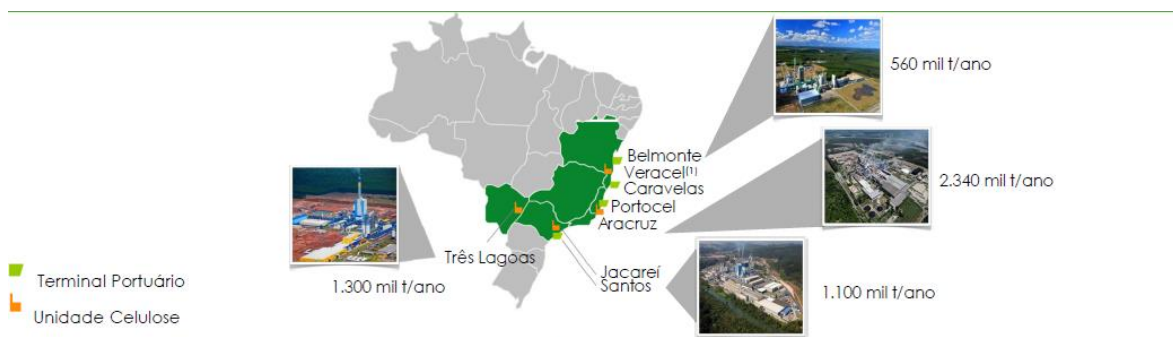 560 mil t/ano
Belmonte
Veracel(1)
Caravelas
Portocel
Aracruz
2.340 mil t/ano
Três Lagoas
1.300 mil t/ano
Jacareí
Santos
1.100 mil t/ano
Terminal Portuário
Unidade Celulose